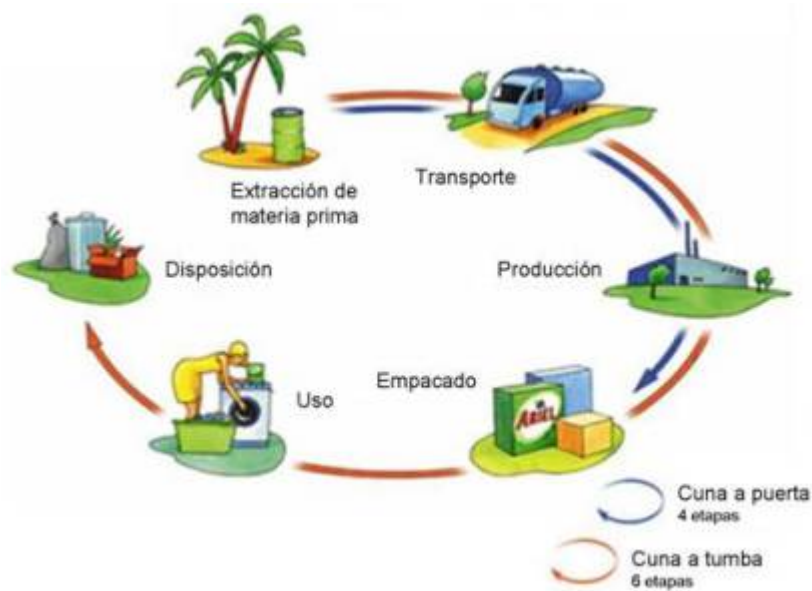 Extracción de
materia prima
Transporte
Disposición
Producción
Empacado
ARIEL
Uso
Cuna a puerta
4 etapas
Cuna a tumba
6 etapas